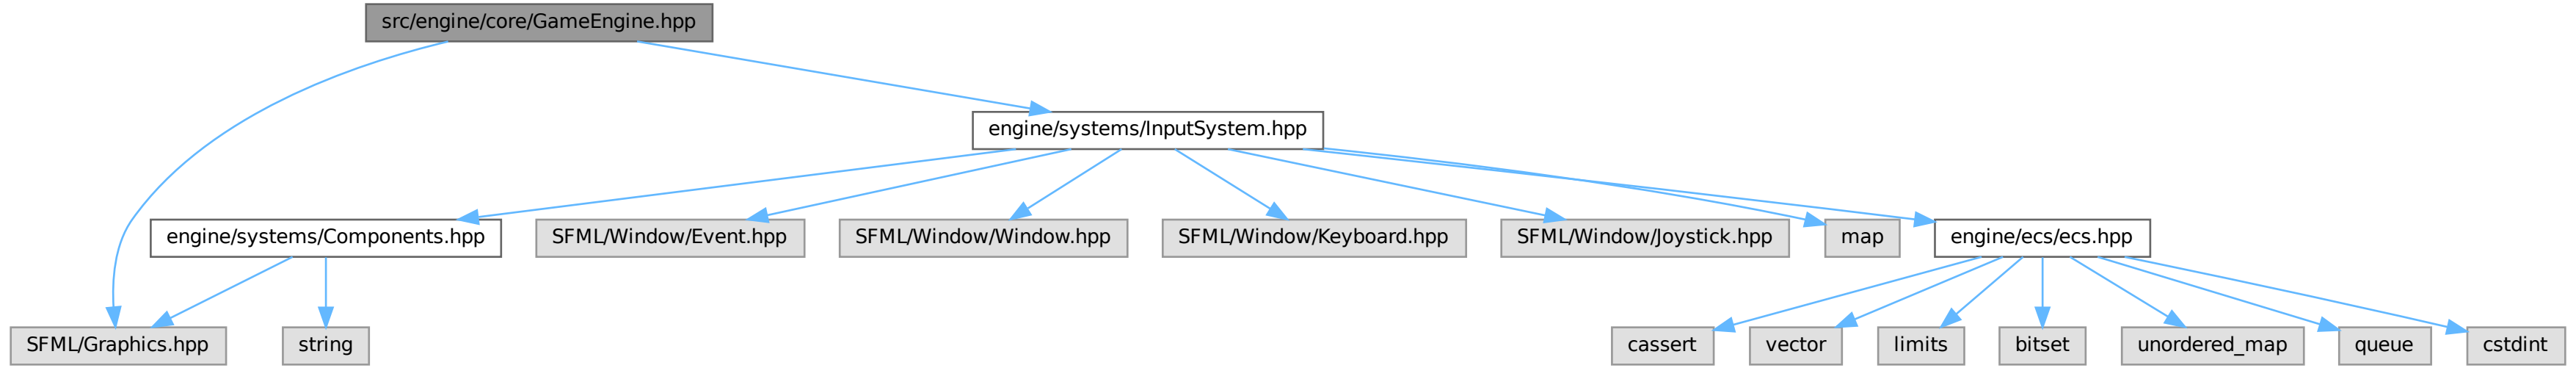 src/engine/core/GameEngine.hpp
engine/systems/InputSystem.hpp
engine/systems/Components.hpp
SFML/Window/Event.hpp
SFML/Window/Window.hpp
SFML/Window/Keyboard.hpp
SFML/Window/Joystick.hpp
map
engine/ecs/ecs.hpp
SFML/Graphics.hpp
string
cassert
vector
limits
bitset
unordered_map
queue
cstdint